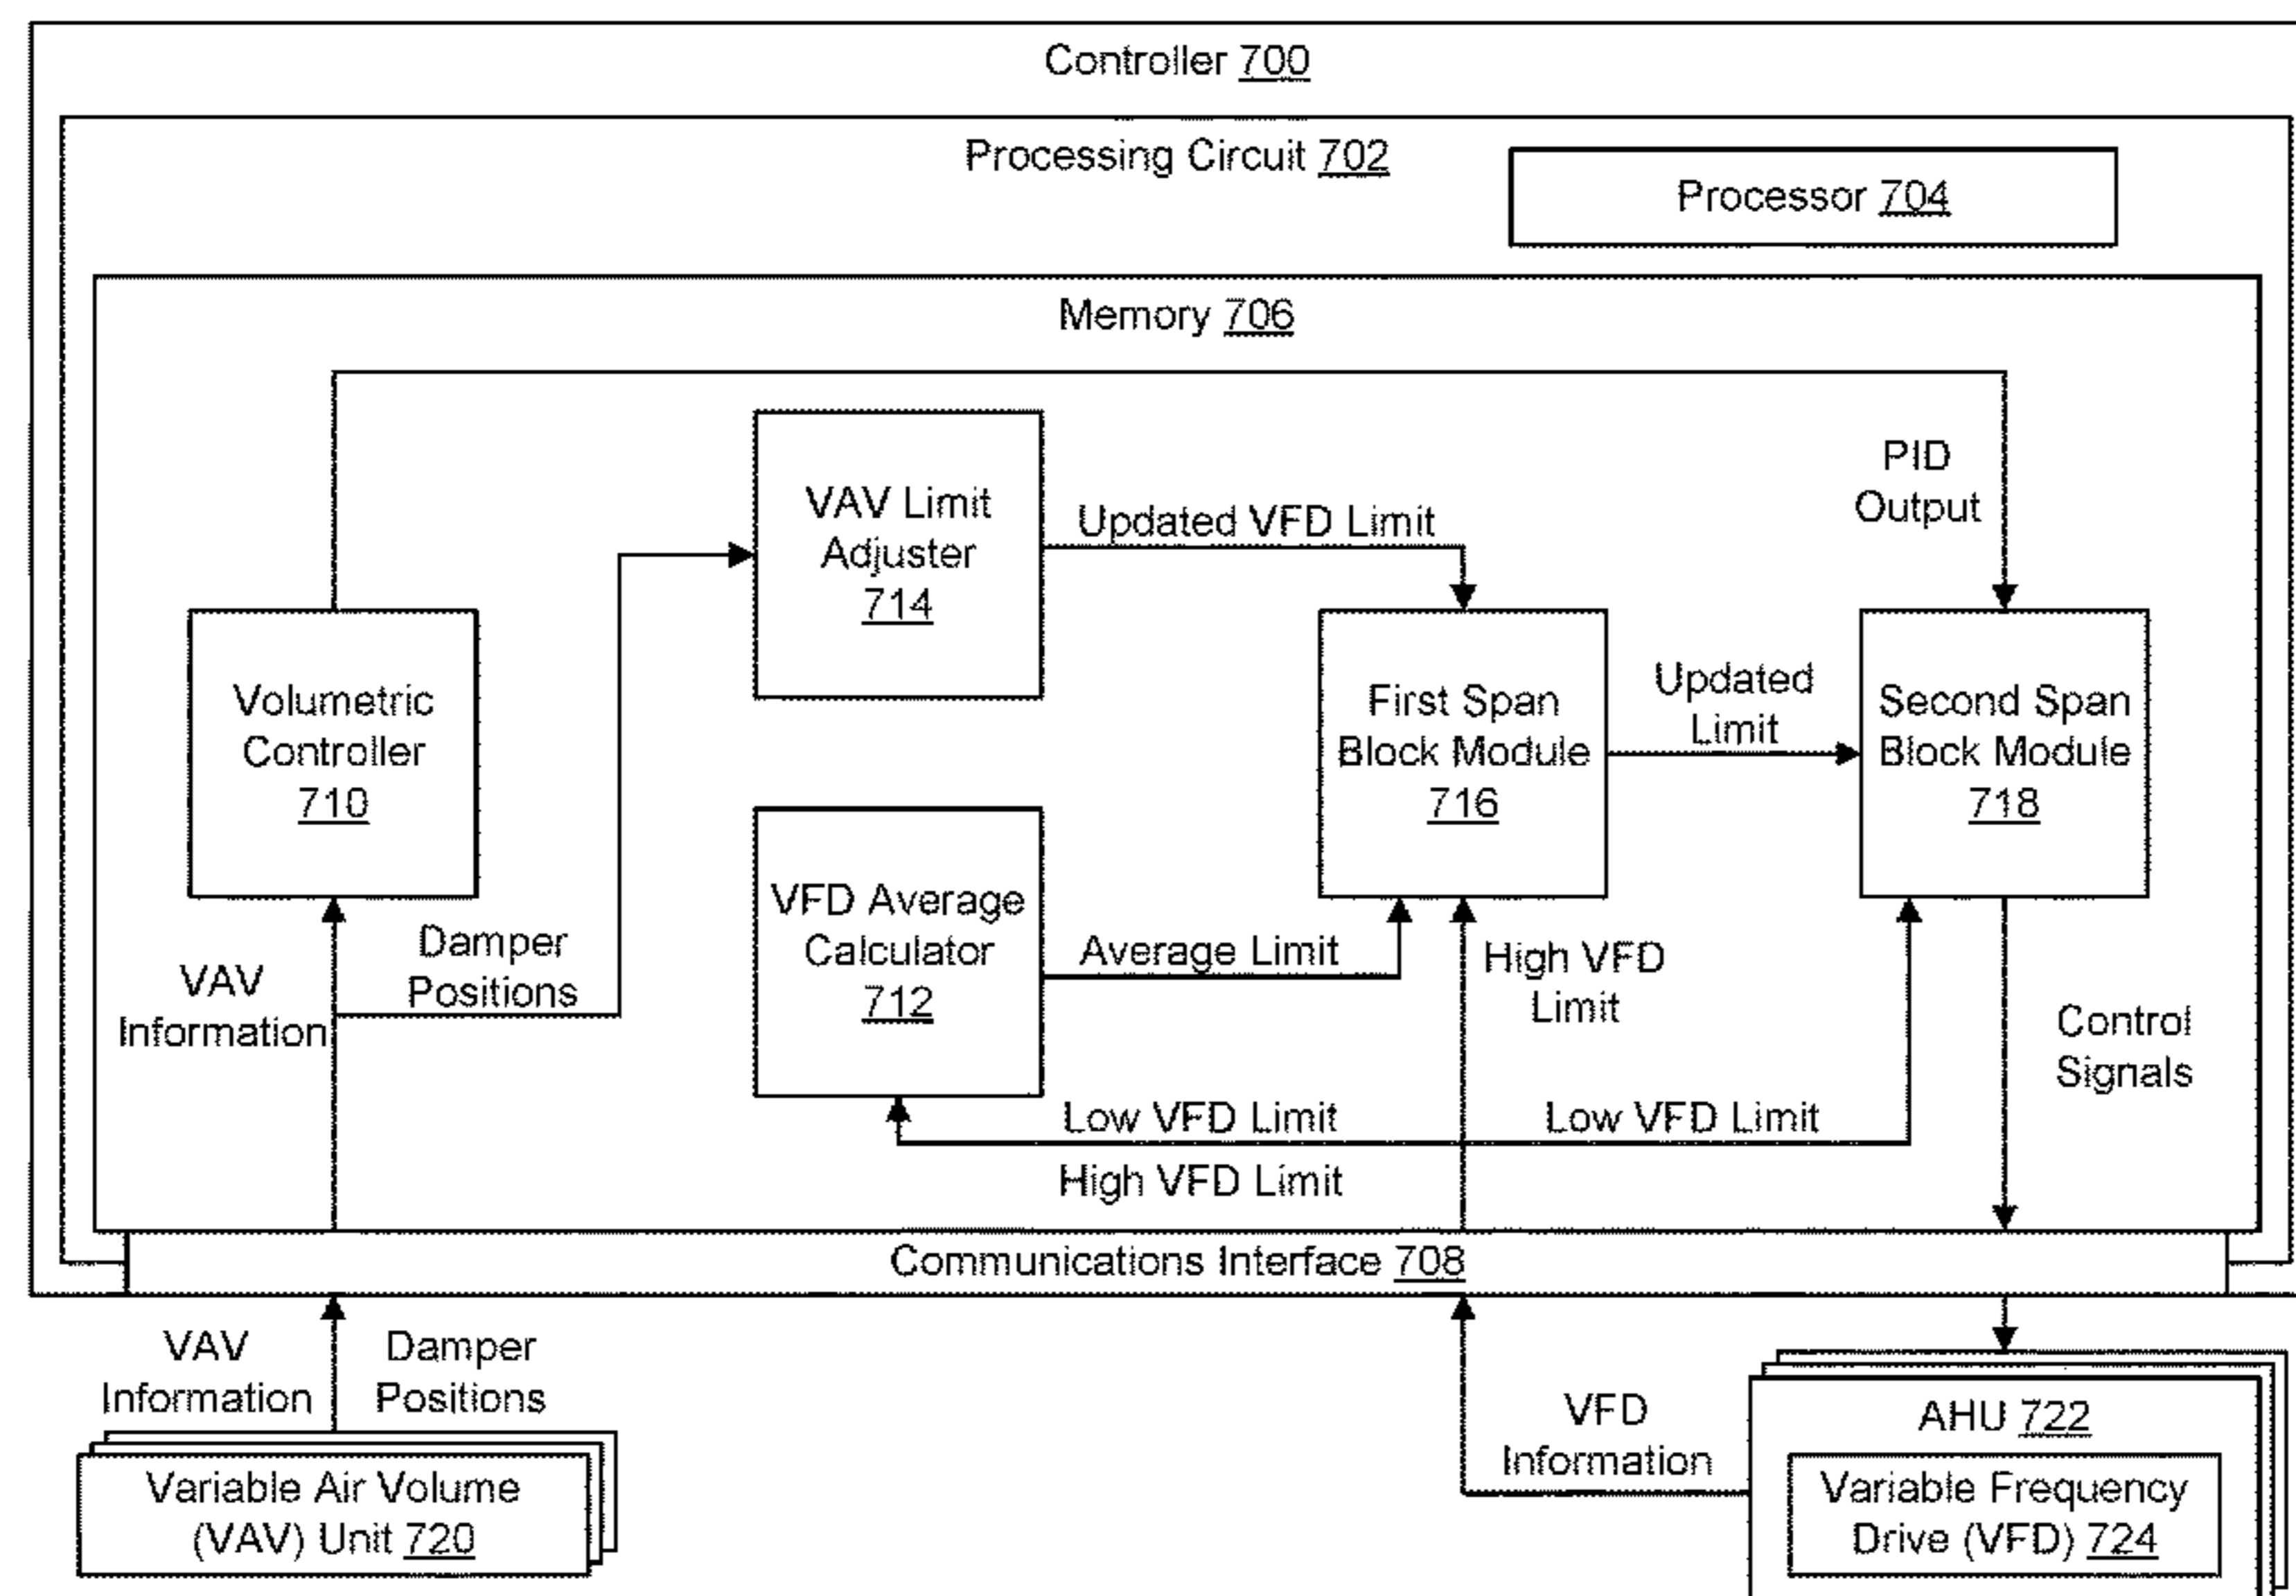 Controller 700
Processing Circuit 702
Processor 704
Memory 706
PID
Output
VAV Limit
Adjuster
714
Updated VFD Limit
Volumetric
Controller
710
First Span
Block Module
716
Updated
Limit
Second Span
Block Module
718
VFD Average
Calculator
712
Average Limit
High VFD
Limit
VAV
Information
Damper
Positions
Control
Signals
Low VFD Limit
Low VFD Limit
High VFD Limit
Communications Interface 708
VAV
Information
Damper
Positions
Variable Air Volume
(VAV) Unit 720
VFD
Information
AHU 722
Variable Frequency
Drive (VFD) 724